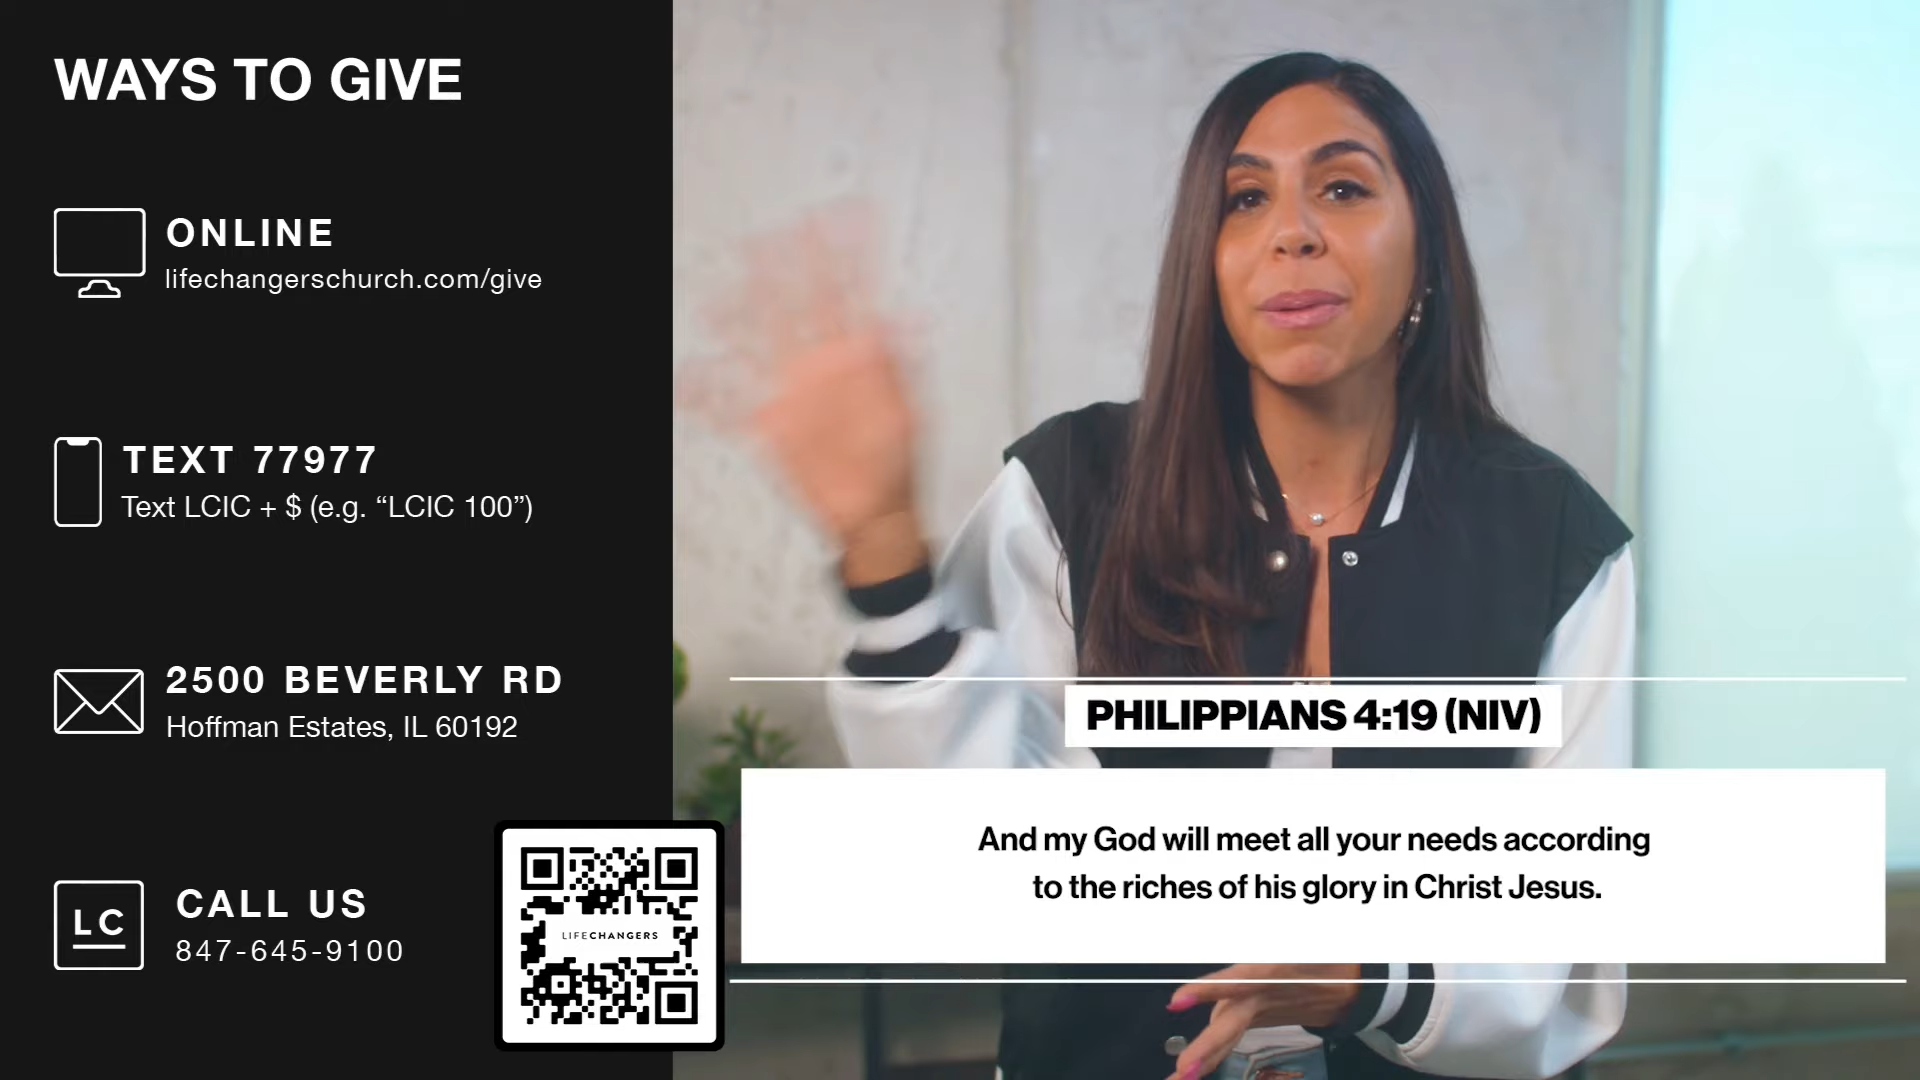 WAYS TO GIVE
ONLINE
lifechangerschurch.com/give
TEXT 77977
Text LCIC + $ (e.g. “LCIC 100”)
2500 BEVERLY RD
Hoffman Estates, IL 60192
LC
CALL US
847-645-9100
LIFECHANGERS
PHILIPPIANS 4:19 (NIV)
And my God will meet all your needs according
to the riches of his glory in Christ Jesus.